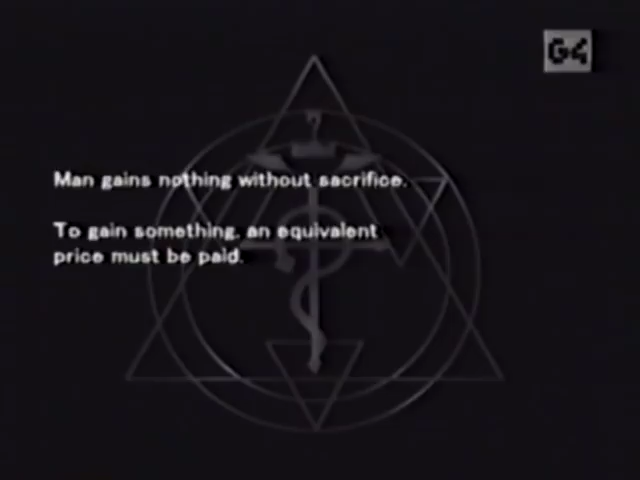 G4
Man gains nothing without sacrifice.
To gain something, an equivalent
price must be paid.